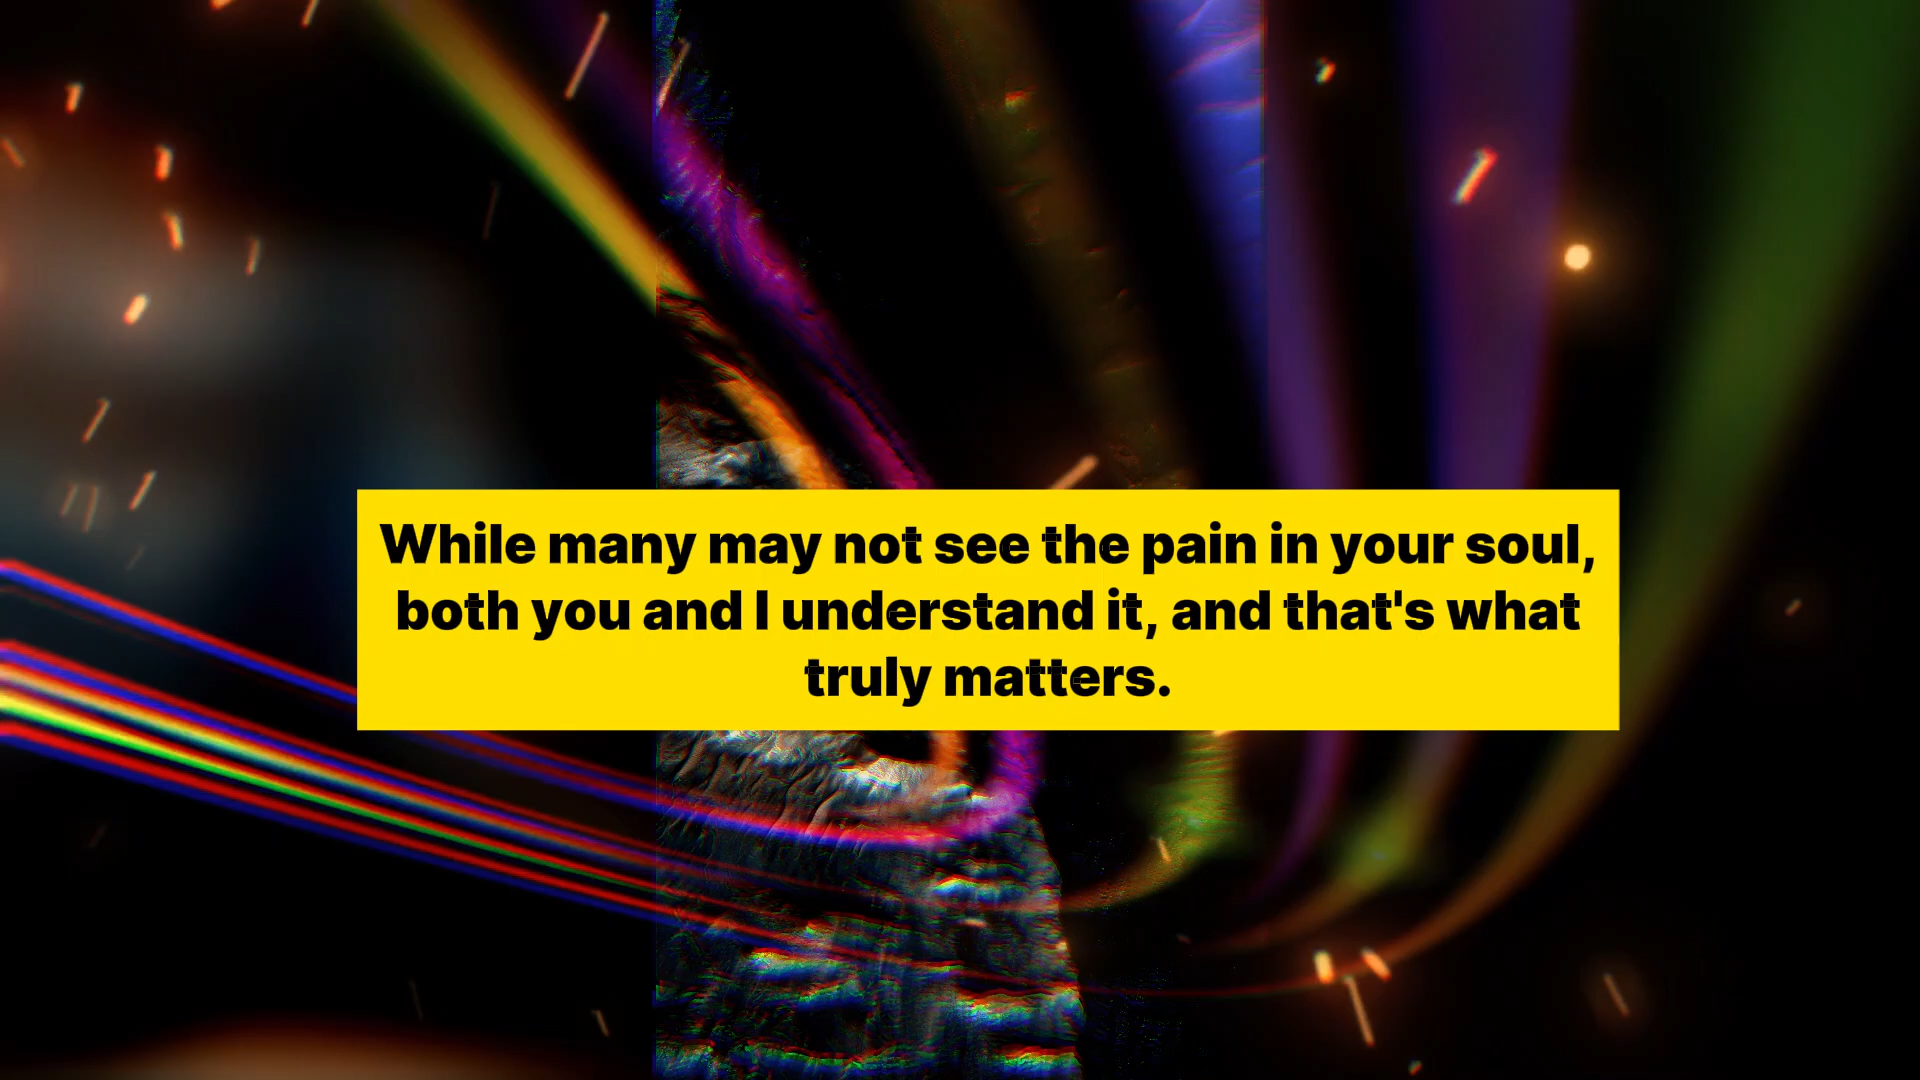 While many may not see the pain in your soul,
both you and I understand it, and that's what
truly matters.